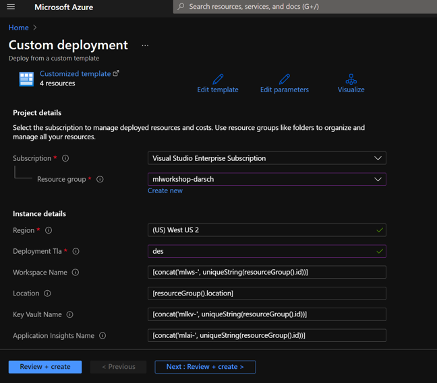 Microsoft Azure
Search resources, services, and docs (G+/)
Home >
Custom deployment ...
Deploy from a custom template
Customized template
4 resources
Edit template
Edit parameters
Visualize
Project details
Select the subscription to manage deployed resources and costs. Use resource groups like folders to organize and
manage all your resources.
Subscription *
Visual Studio Enterprise Subscription
Resource group *
mlworkshop-darsch
Create new
Instance details
Region *
(US) West US 2
Deployment Tla *
des
Workspace Name
[concat('mlws-', uniqueString(resourceGroup().id))]
Location
[resourceGroup().location]
Key Vault Name
[concat('mlkv-', uniqueString(resourceGroup().id))]
Application Insights Name
[concat('mlai-', uniqueString(resourceGroup().id))]
Review + create
< Previous
Next : Review + create >